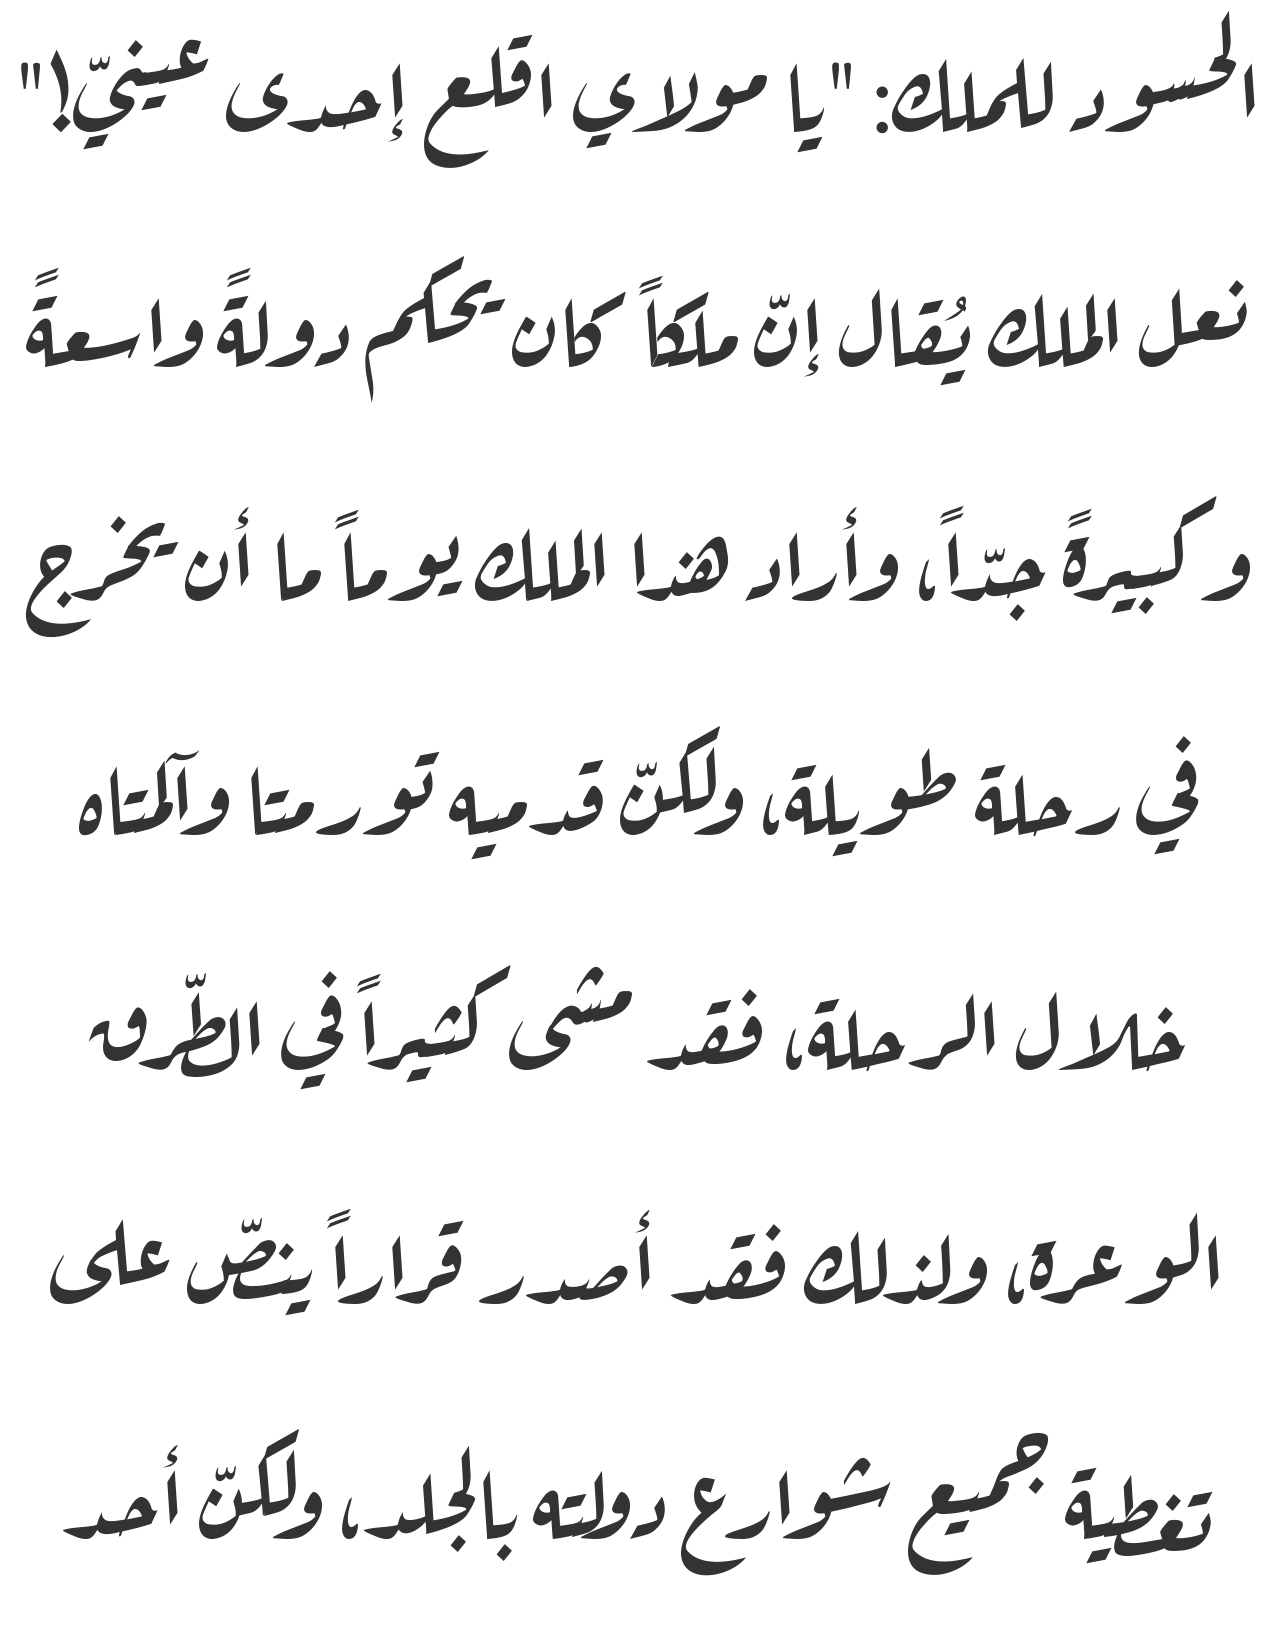 الحسود للملك: "يا مولاي اقلع إحدى عينيّ!"
نعل الملك يُقال إنّ ملكاً كان يحكم دولةً واسعةً
وكبيرةً جدّاً، وأراد هذا الملك يوماً ما أن يخرج
في رحلة طويلة، ولكنّ قدميه تورمتا وآلمتاه
خلال الرحلة، فقد مشى كثيراً في الطّرق
الوعرة، ولذلك فقد أصدر قراراً ينصّ على
تغطية جميع شوارع دولته بالجلد، ولكنّ أحد